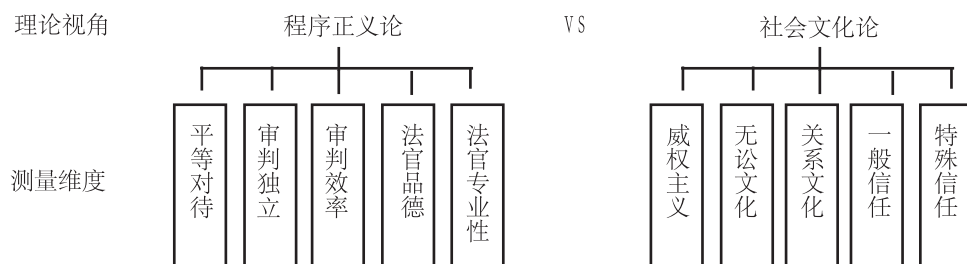 理论视角
程序正义论
VS
社会文化论
测量维度
平等对待
审判独立
审判效率
法官品德
法官专业性
威权主义
无讼文化
关系文化
一般信任
特殊信任